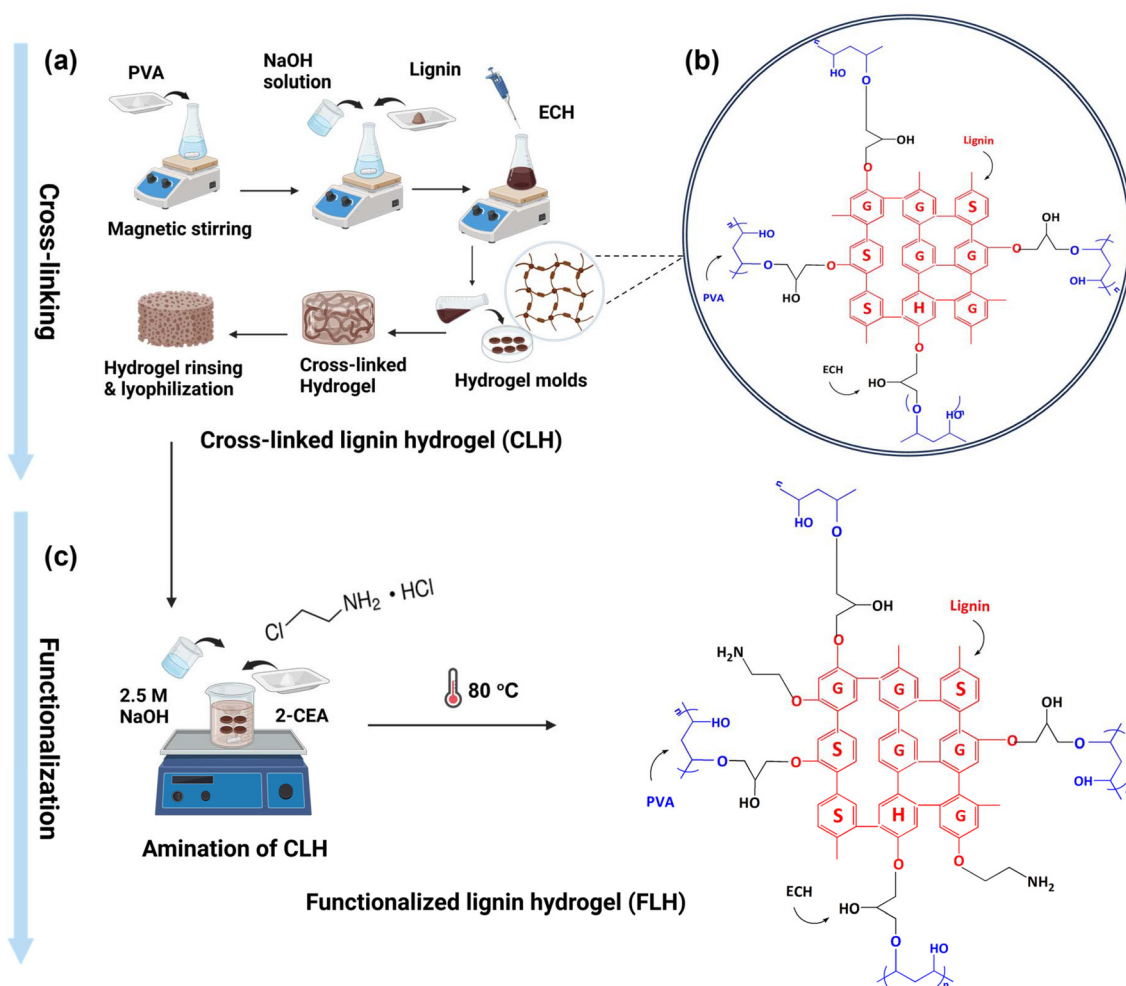 Cross-linking
(a)
PVA
NaOH
solution
Lignin
ECH
Magnetic stirring
Hydrogel rinsing
& lyophilization
Cross-linked
Hydrogel
Hydrogel molds
Cross-linked lignin hydrogel (CLH)
(b)
n
HO
O
OH
O
Lignin
G
G
S
n
HO
O
O
S
G
G
O
OH
O
HO
n
PVA
HO
S
H
G
O
ECH
HO
O
HO
n
Functionalization
(c)
Cl
NH2 • HCl
2.5 M
NaOH
2-CEA
80 °C
Amination of CLH
Functionalized lignin hydrogel (FLH)
n
HO
O
OH
O
Lignin
H2N
O
G
G
S
n
HO
O
O
S
G
G
O
OH
O
HO
n
PVA
HO
S
H
G
O
O
NH2
ECH
HO
O
HO
n